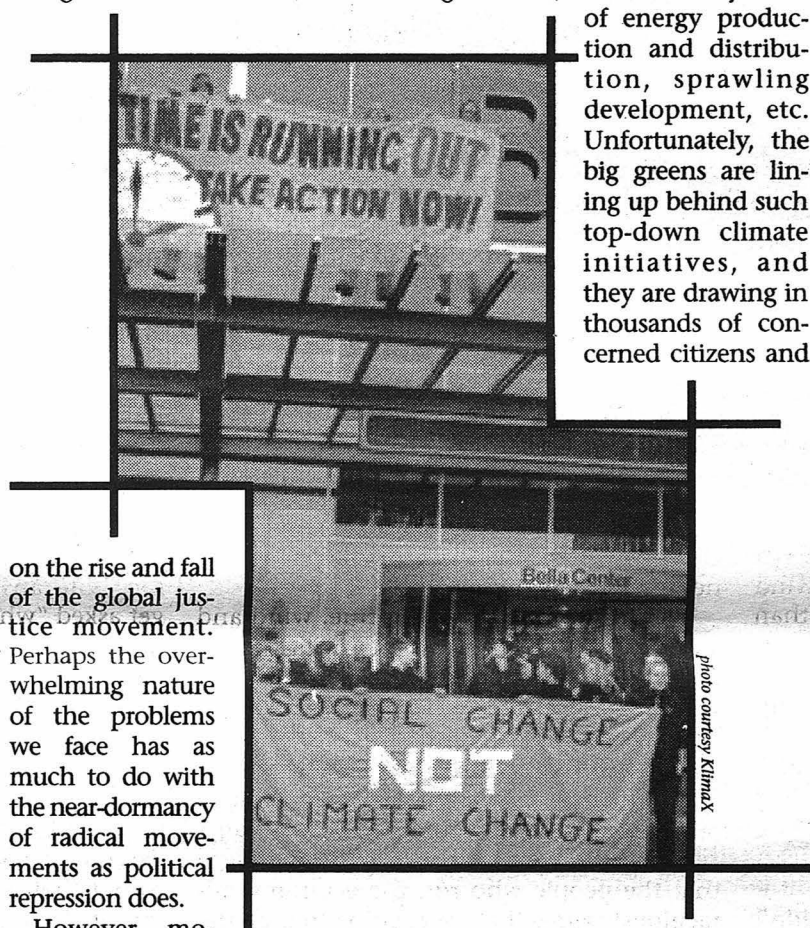 of energy produc-
tion and distribu-
tion, sprawling
development, etc.
Unfortunately, the
big greens are lin-
ing up behind such
top-down climate
initiatives, and
they are drawing in
thousands of con-
cerned citizens and
TIME IS RUNNING OUT
TAKE ACTION NOW!
on the rise and fall
of the global jus-
tice movement.
Perhaps the over-
whelming nature
of the problems
we face has as
much to do with
the near-dormancy
of radical move-
ments as political
repression does.
However, mo-
Bella Center
SOCIAL CHANGE
NOT
CLIMATE CHANGE
photo courtesy KlimaX